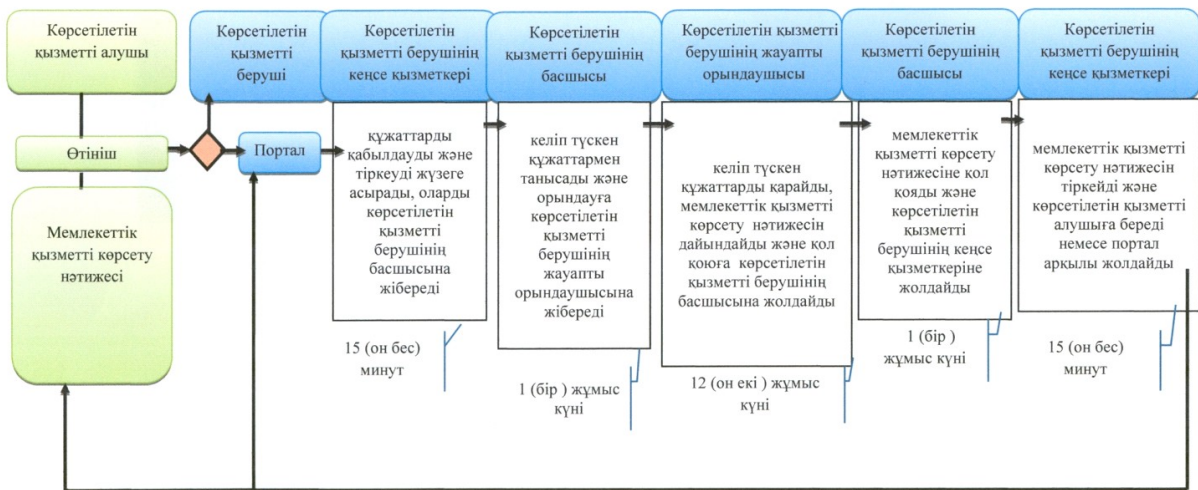 Көрсетілетін
қызметті алушы
Өтініш
Мемлекеттік
қызметті көрсету
нәтижесі
Көрсетілетін
қызметті
беруші
Портал
Көрсетілетін
қызметті берушінің
кеңсе қызметкері
құжаттарды
қабылдауды және
тіркеуді жүзеге
асырады, оларды
көрсетілетін
қызметті
берушінің
басшысына
жібереді
15 (он бес)
минут
Көрсетілетін
қызметті берушінің
басшысы
келіп түскен
құжаттармен
танысады және
орындауға
көрсетілетін
қызметті
берушінің
жауапты
орындаушысына
жібереді
1 (бір ) жұмыс
күні
Көрсетілетін қызметті
берушінің жауапты
орындаушысы
келіп түскен
құжаттарды қарайды,
мемлекеттік қызметті
көрсету нәтижесін
дайындайды және қол
қоюға көрсетілетін
қызметті берушінің
басшысына жолдайды
12 (он екі ) жұмыс
күні
Көрсетілетін
қызметті берушінің
басшысы
мемлекеттік
қызметті көрсету
нәтижесіне қол
қояды және
көрсетілетін
қызметті
берушінің кеңсе
қызметкеріне
жолдайды
1 (бір )
жұмыс күні
Көрсетілетін
қызметті берушінің
кеңсе қызметкері
мемлекеттік қызметті
көрсету нәтижесін
тіркейді және
көрсетілетін қызметті
алушыға береді
немесе портал
арқылы жолдайды
15 (он бес)
минут